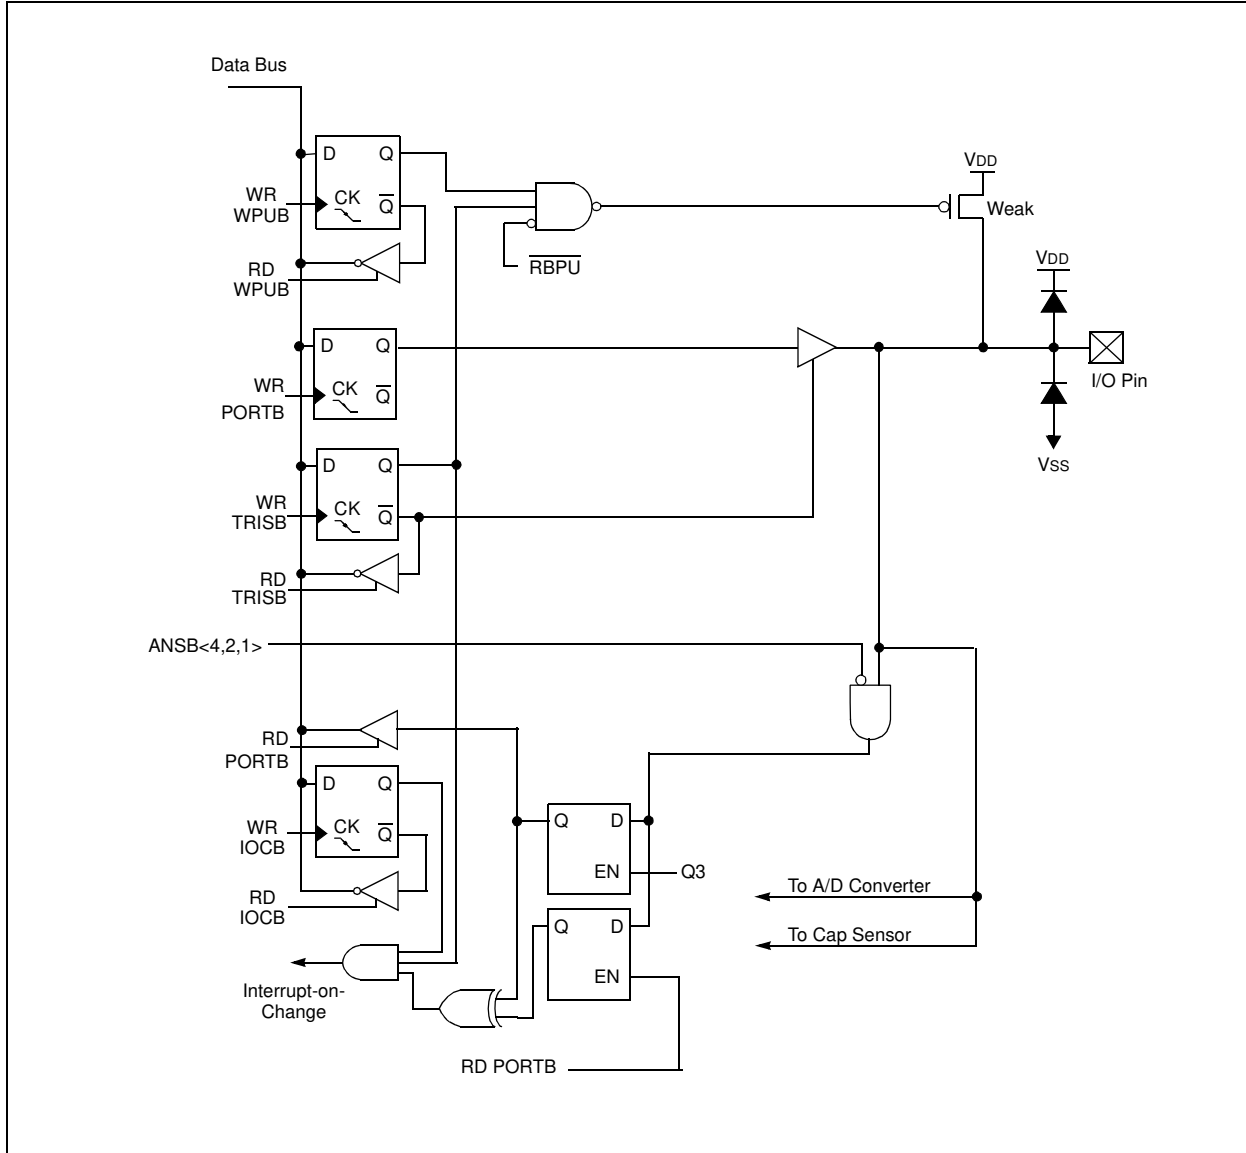 Data Bus
D Q
CK Q̅
WR
WPUB
RD
WPUB
R̅B̅P̅U̅
VDD
Weak
VDD
I/O Pin
VSS
D Q
CK Q̅
WR
PORTB
D Q
CK Q̅
WR
TRISB
RD
TRISB
ANSB<4,2,1>
RD
PORTB
D Q
CK Q̅
WR
IOCB
RD
IOCB
Q D
EN
Q3
Q D
EN
To A/D Converter
To Cap Sensor
Interrupt-on-
Change
RD PORTB